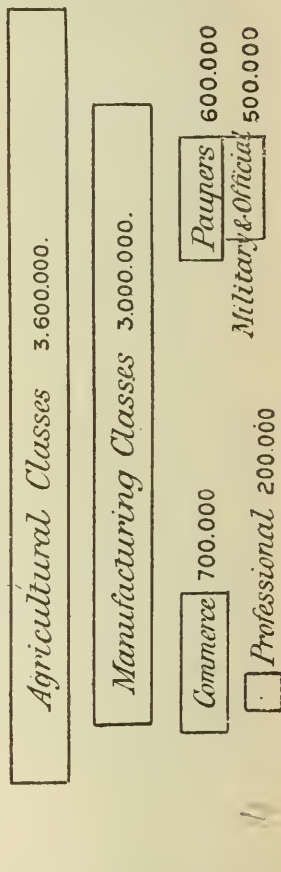 Agricultural Classes 3.600.000.
Manufacturing Classes 3.000.000.
Commerce 700.000
Paupers 600.000
Professional 200.000
Military & Official 500.000